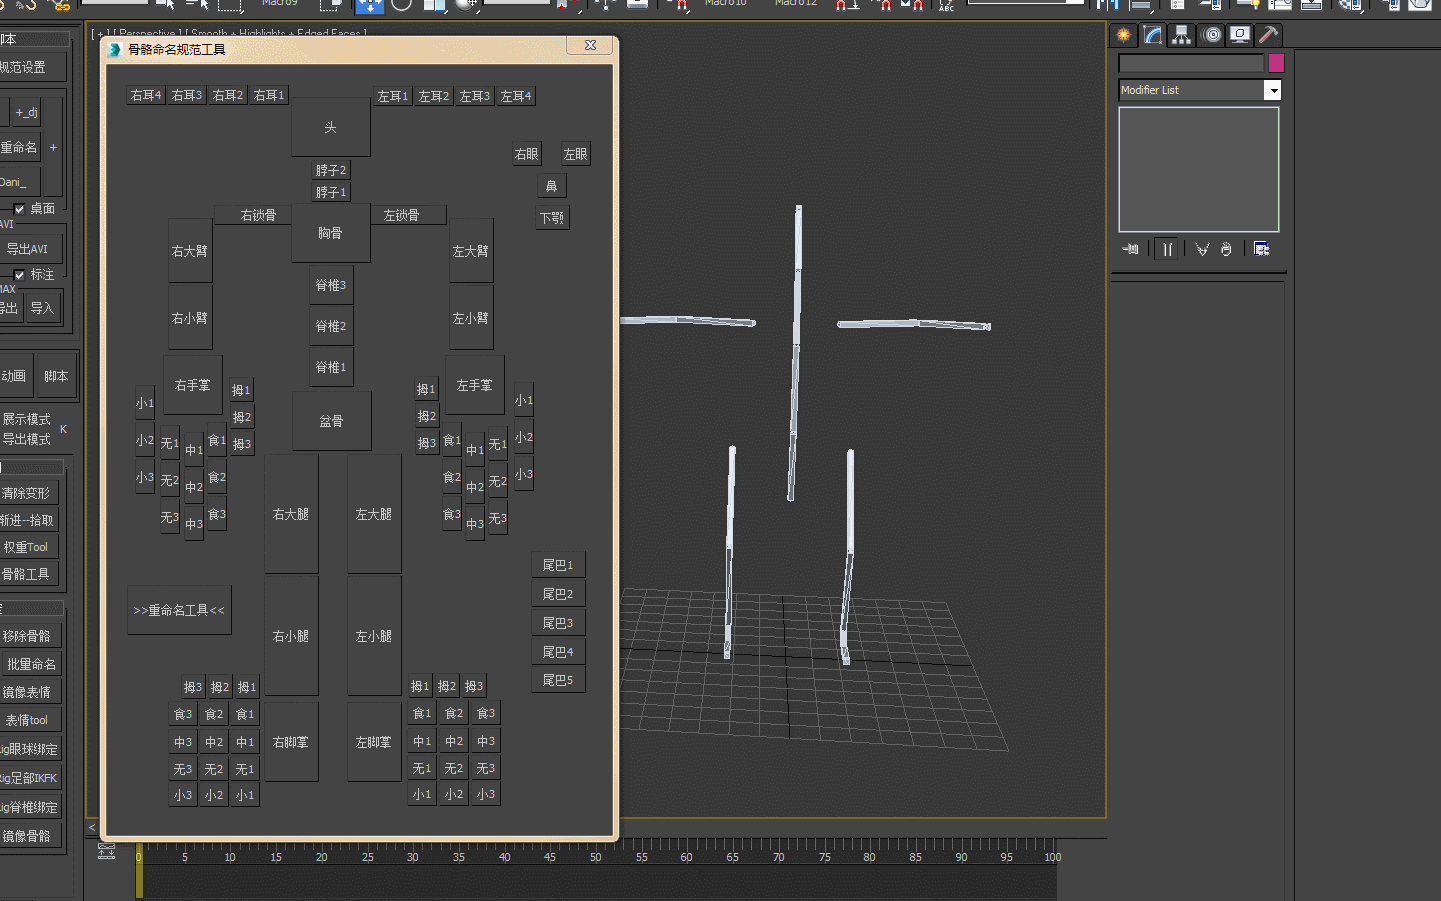 Macro9
Macro10
Macro12
ABC
[ + ] [ Perspective ] [ Smooth + Highlights + Edged Faces ]
骨骼命名规范工具
右耳4 右耳3 右耳2 右耳1
左耳1 左耳2 左耳3 左耳4
头
右眼 左眼
脖子2
鼻
脖子1
右锁骨 左锁骨
下颚
胸骨
右大臂 左大臂
脊椎3
右小臂 左小臂
脊椎2
脊椎1
右手掌 左手掌
拇1 拇1
小1 小1
拇2 拇2
盆骨
小2 无1 中1 食1 拇3
拇3 食1 中1 无1 小2
小3 无2 中2 食2
食2 中2 无2 小3
无3 中3 食3
食3 中3 无3
右大腿 左大腿
尾巴1
尾巴2
>>重命名工具<<
尾巴3
右小腿 左小腿
尾巴4
尾巴5
拇3 拇2 拇1
拇1 拇2 拇3
食3 食2 食1
食1 食2 食3
中3 中2 中1
右脚掌 左脚掌
中1 中2 中3
无3 无2 无1
无1 无2 无3
小3 小2 小1
小1 小2 小3
脚本
规范设置
+_dj
重命名 +
Dani_
桌面
AVI
导出AVI
标注
MAX
导出 导入
动画 脚本
展示模式
导出模式
K
清除变形
渐进--拾取
权重Tool
骨骼工具
移除骨骼
批量命名
镜像表情
表情tool
Rig眼球绑定
Rig足部IKFK
Rig脊椎绑定
镜像骨骼
Modifier List
<
0 5 10 15 20 25 30 35 40 45 50 55 60 65 70 75 80 85 90 95 100